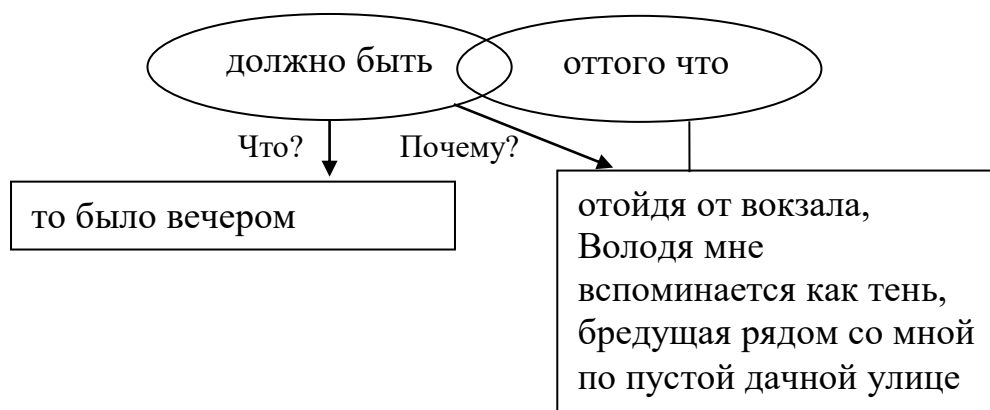 должно быть
оттого что
Что?
Почему?
то было вечером
отойдя от вокзала,
Володя мне
вспоминается как тень,
бредущая рядом со мной
по пустой дачной улице